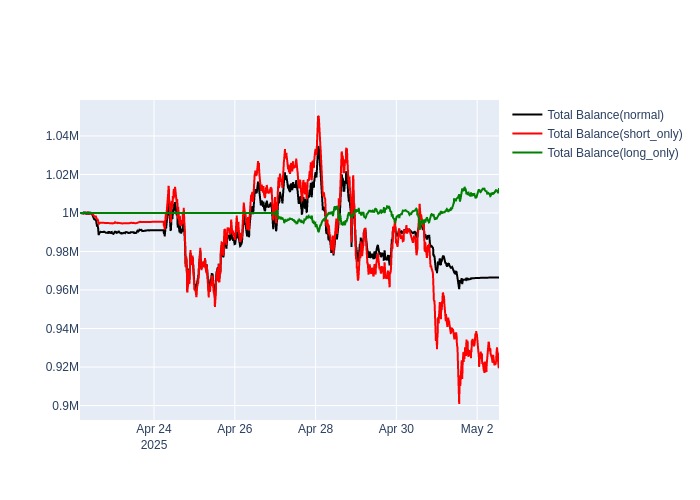 Total Balance(normal)
Total Balance(short_only)
Total Balance(long_only)
1.04M
1.02M
1M
0.98M
0.96M
0.94M
0.92M
0.9M
Apr 24
2025
Apr 26
Apr 28
Apr 30
May 2